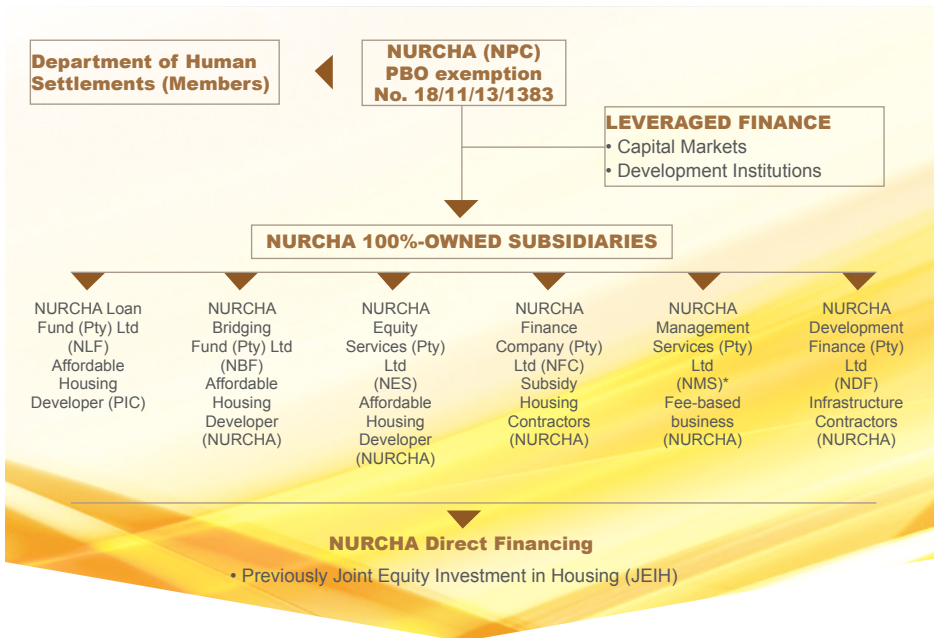 Department of Human
Settlements (Members)
NURCHA (NPC)
PBO exemption
No. 18/11/13/1383
LEVERAGED FINANCE
• Capital Markets
• Development Institutions
NURCHA 100%-OWNED SUBSIDIARIES
NURCHA Loan
Fund (Pty) Ltd
(NLF)
Affordable
Housing
Developer (PIC)
NURCHA
Bridging
Fund (Pty) Ltd
(NBF)
Affordable
Housing
Developer
(NURCHA)
NURCHA
Equity
Services (Pty)
Ltd
(NES)
Affordable
Housing
Developer
(NURCHA)
NURCHA
Finance
Company (Pty)
Ltd (NFC)
Subsidy
Housing
Contractors
(NURCHA)
NURCHA
Management
Services (Pty)
Ltd
(NMS)*
Fee-based
business
(NURCHA)
NURCHA
Development
Finance (Pty)
Ltd
(NDF)
Infrastructure
Contractors
(NURCHA)
NURCHA Direct Financing
• Previously Joint Equity Investment in Housing (JEIH)